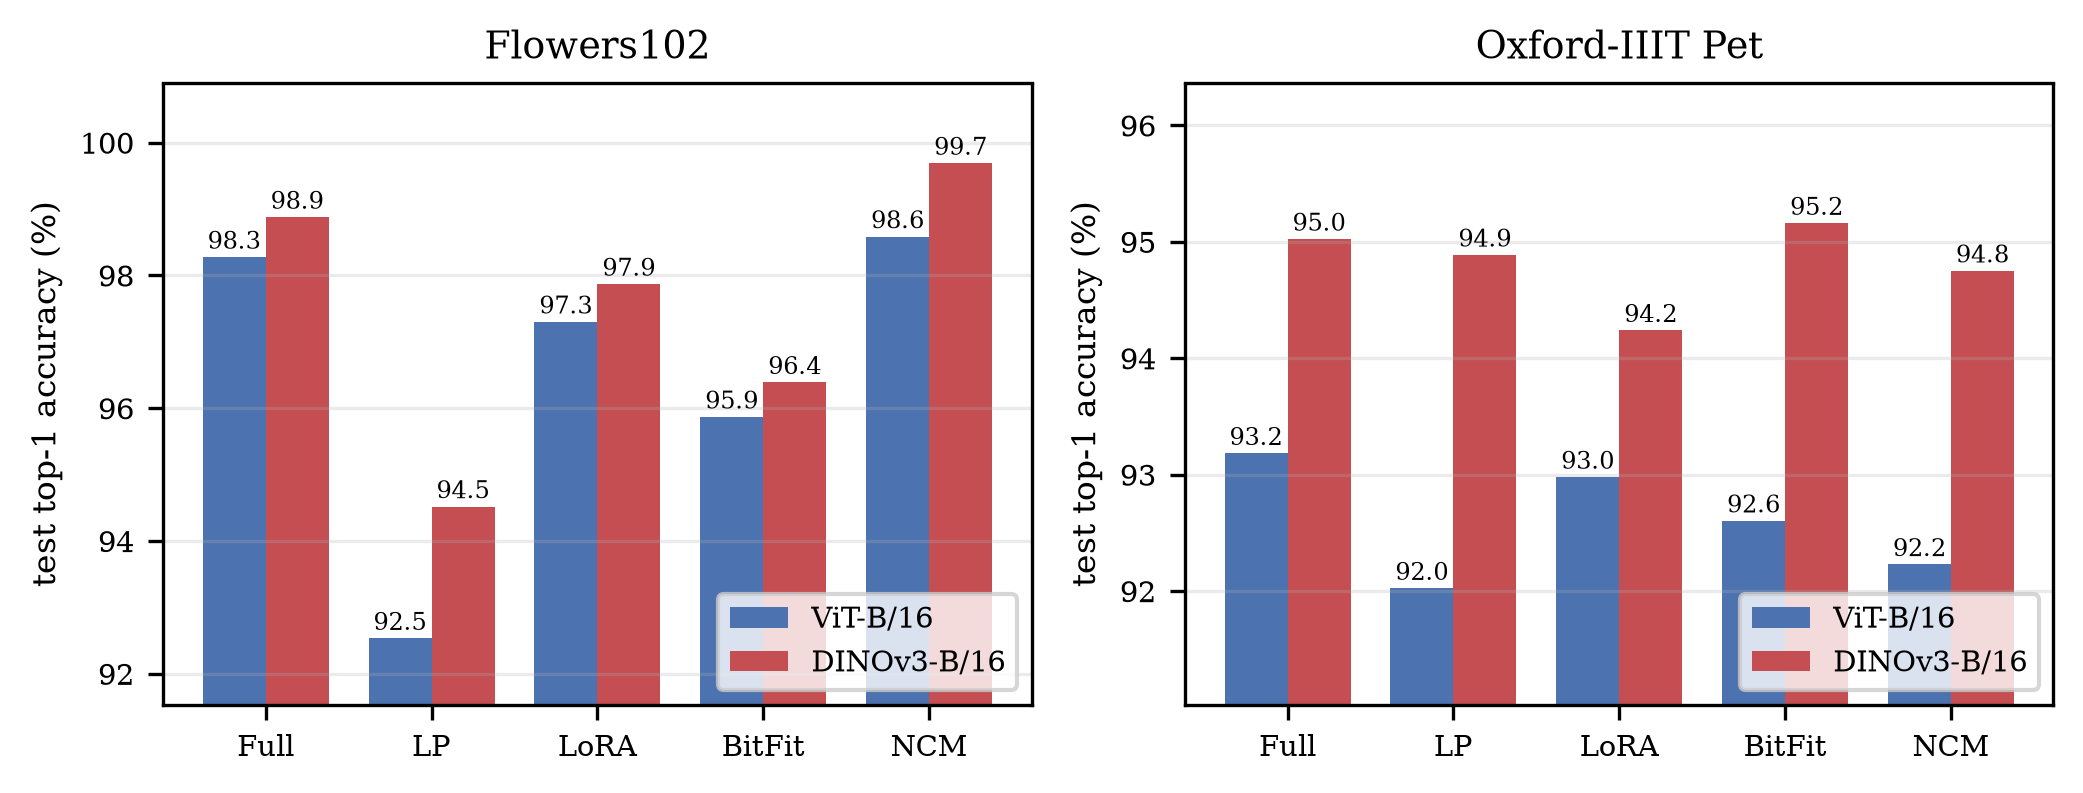 Flowers102
test top-1 accuracy (%)
100
98
96
94
92
98.3
98.9
92.5
94.5
97.3
97.9
95.9
96.4
98.6
99.7
ViT-B/16
DINOv3-B/16
Full
LP
LoRA
BitFit
NCM
Oxford-IIIT Pet
test top-1 accuracy (%)
96
95
94
93
92
93.2
95.0
92.0
94.9
93.0
94.2
92.6
95.2
92.2
94.8
ViT-B/16
DINOv3-B/16
Full
LP
LoRA
BitFit
NCM